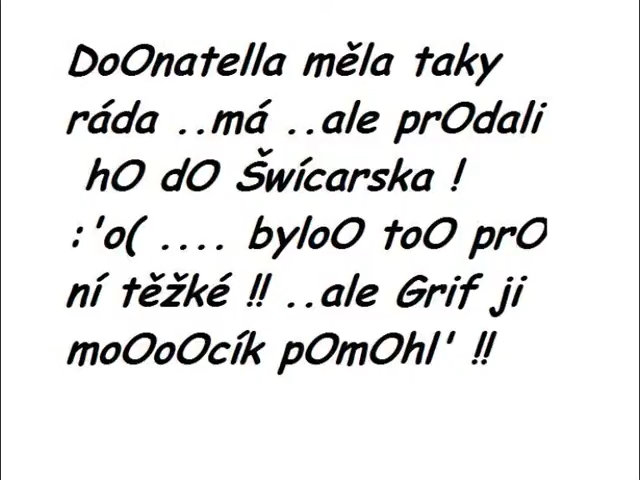 DoOnatella měla taky
ráda ..má ..ale prOdali
hO dO Šwícarska !
:'o( .... byloO toO prO
ní těžké !! ..ale Grif ji
moOoOcík pOmOhl' !!